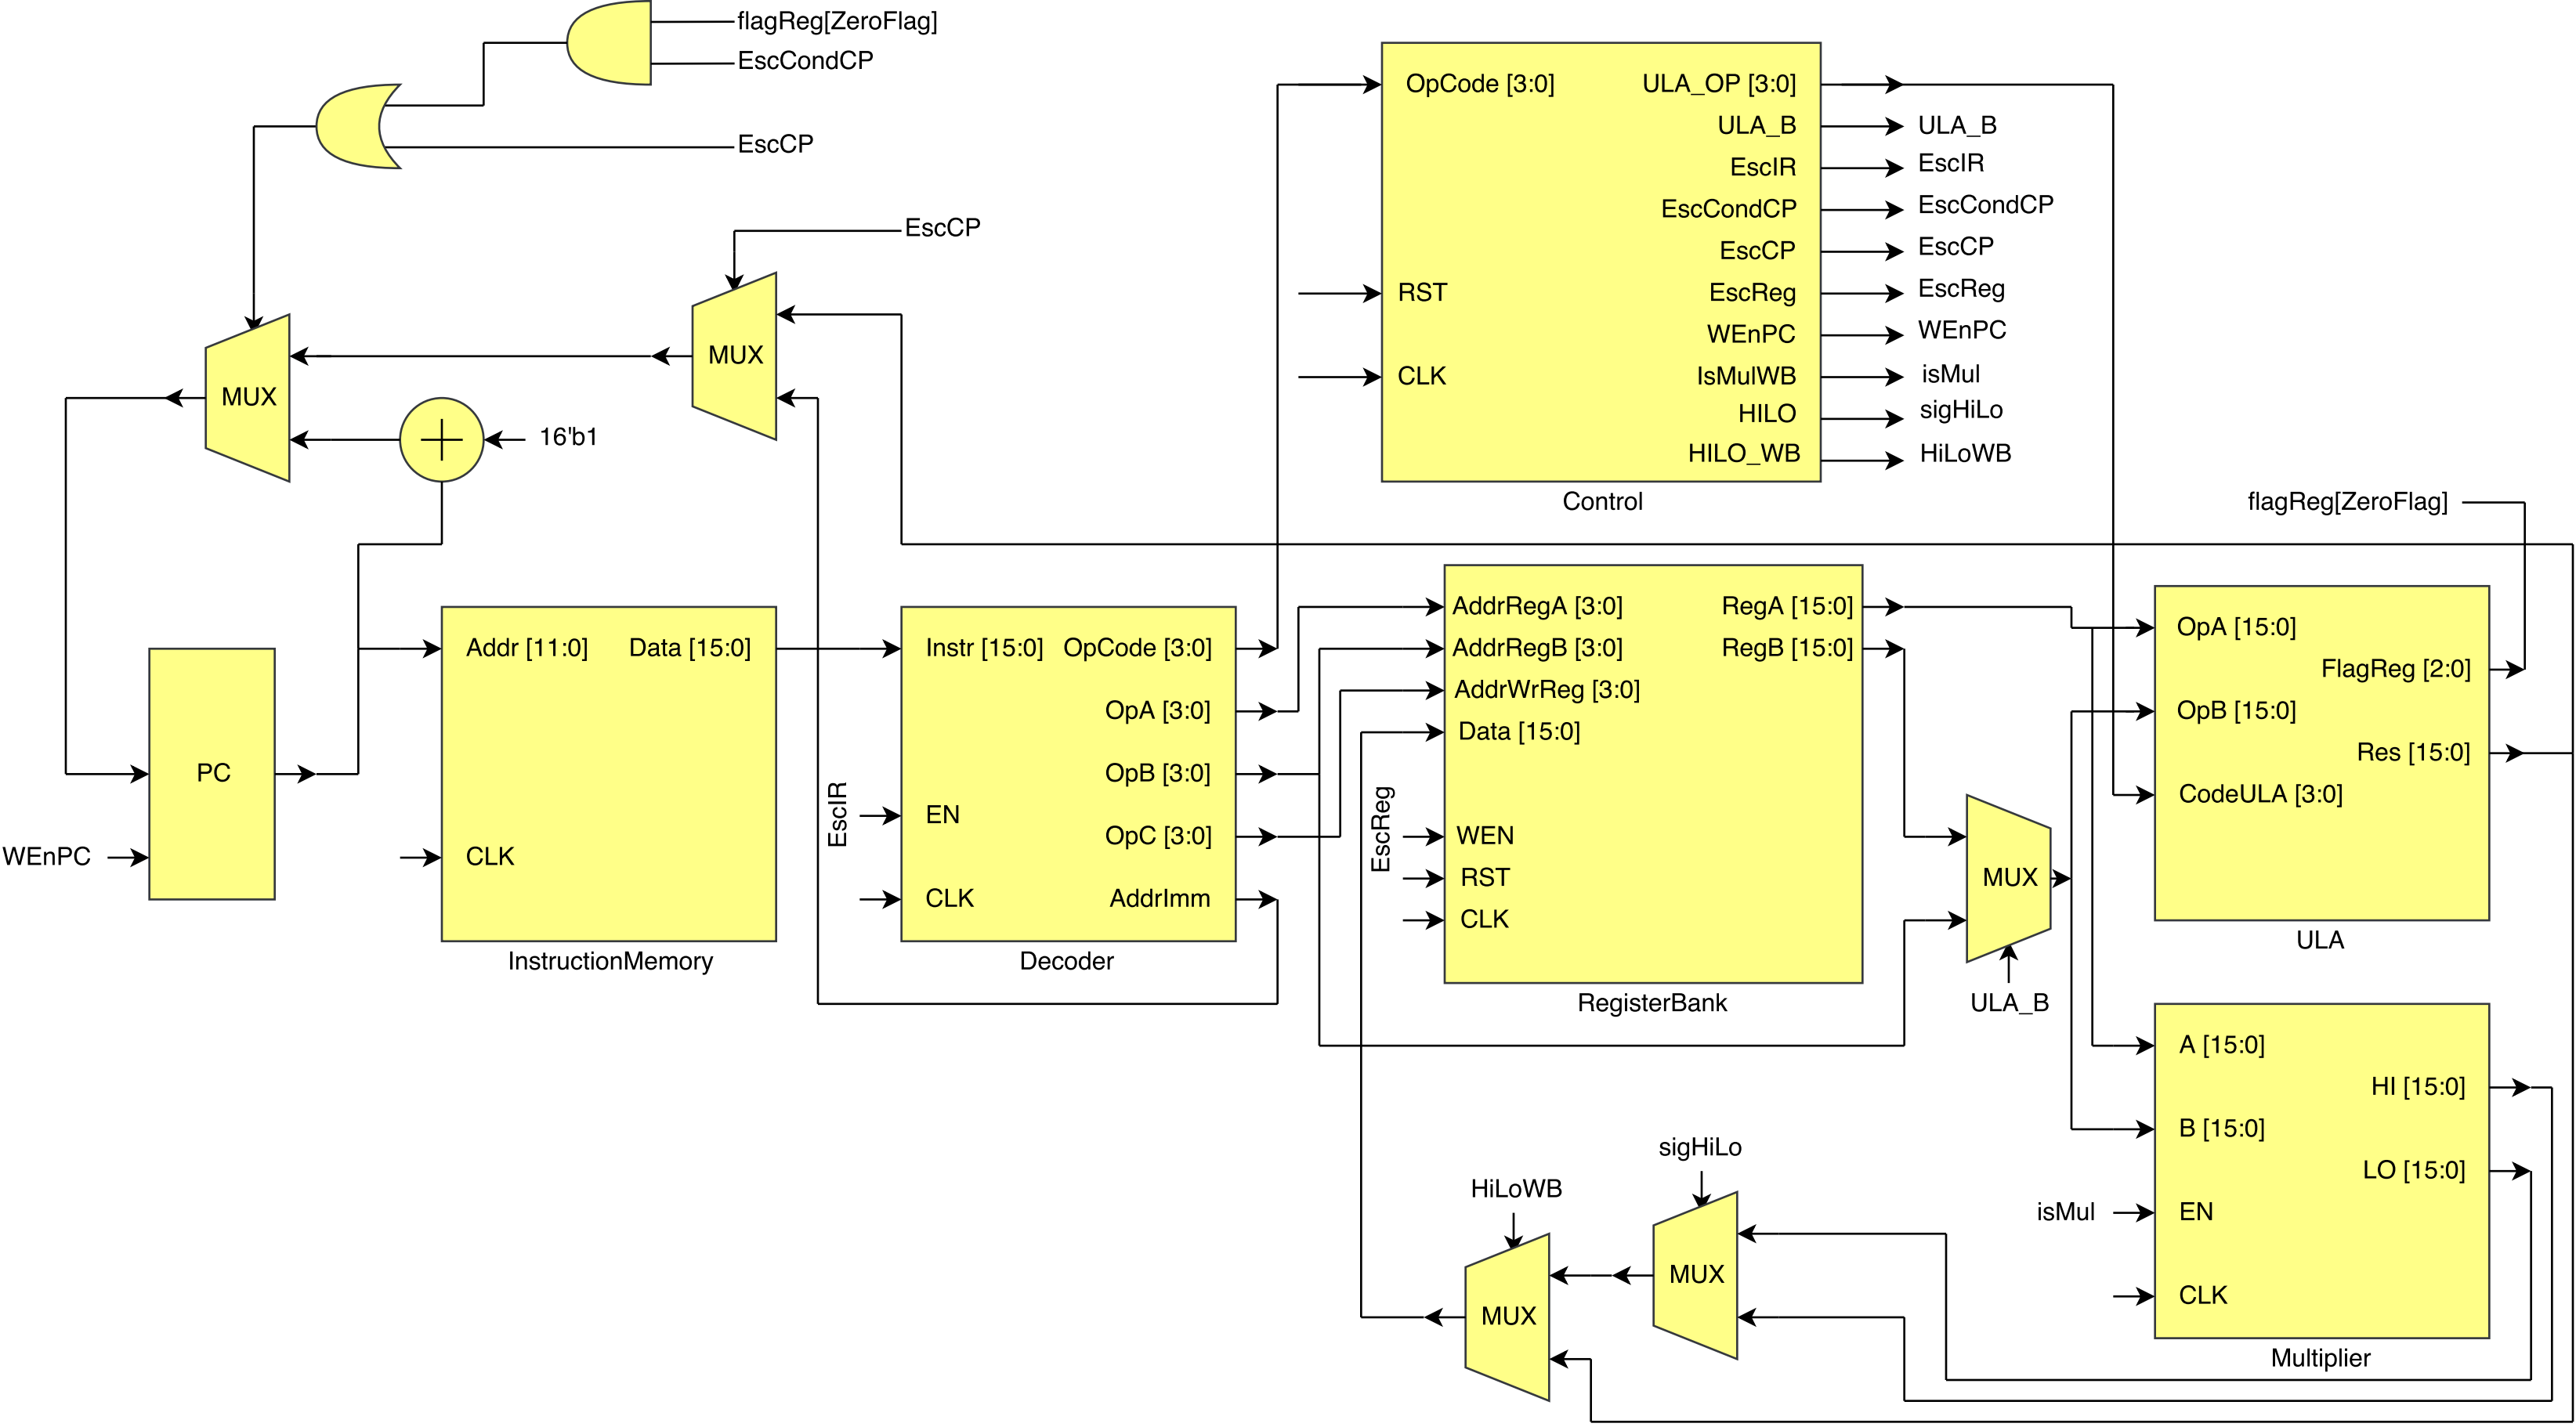 flagReg[ZeroFlag]
EscCondCP
EscCP
EscCP
MUX
MUX
16'b1
OpCode [3:0]
RST
CLK
ULA_OP [3:0]
ULA_B
EscIR
EscCondCP
EscCP
EscReg
WEnPC
IsMulWB
HILO
HILO_WB
Control
ULA_B
EscIR
EscCondCP
EscCP
EscReg
WEnPC
isMul
sigHiLo
HiLoWB
flagReg[ZeroFlag]
PC
WEnPC
Addr [11:0]
Data [15:0]
CLK
InstructionMemory
EscIR
Instr [15:0]
EN
CLK
OpCode [3:0]
OpA [3:0]
OpB [3:0]
OpC [3:0]
AddrImm
Decoder
EscReg
AddrRegA [3:0]
AddrRegB [3:0]
AddrWrReg [3:0]
Data [15:0]
WEN
RST
CLK
RegA [15:0]
RegB [15:0]
RegisterBank
MUX
ULA_B
OpA [15:0]
OpB [15:0]
CodeULA [3:0]
FlagReg [2:0]
Res [15:0]
ULA
A [15:0]
B [15:0]
isMul
EN
CLK
HI [15:0]
LO [15:0]
Multiplier
sigHiLo
MUX
HiLoWB
MUX